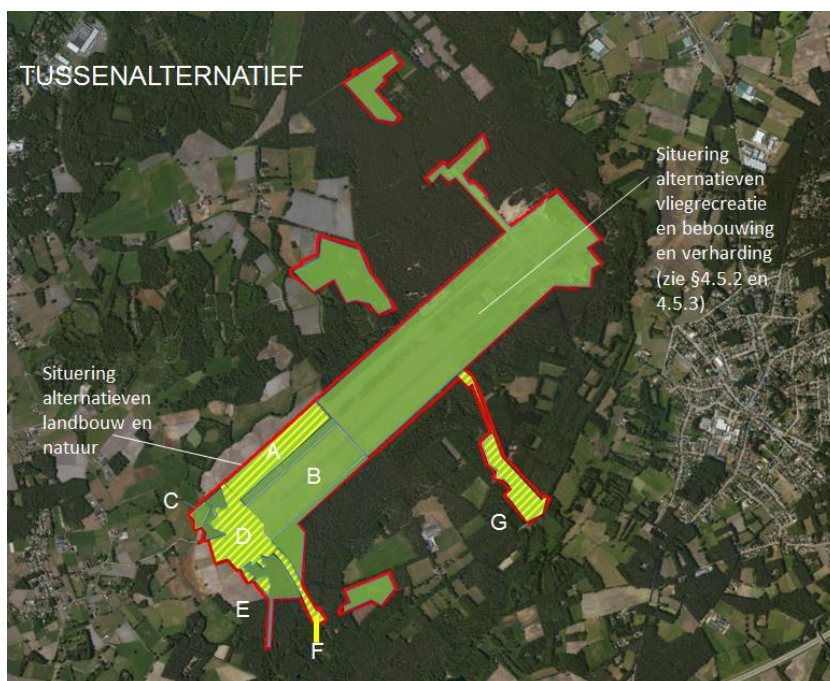 TUSSENALTERNATIEF
Situering
alternatieven
vliegrecreatie
en bebouwing
en verharding
(zie §4.5.2 en
4.5.3)
Situering
alternatieven
landbouw en
natuur
A
B
C
D
E
F
G